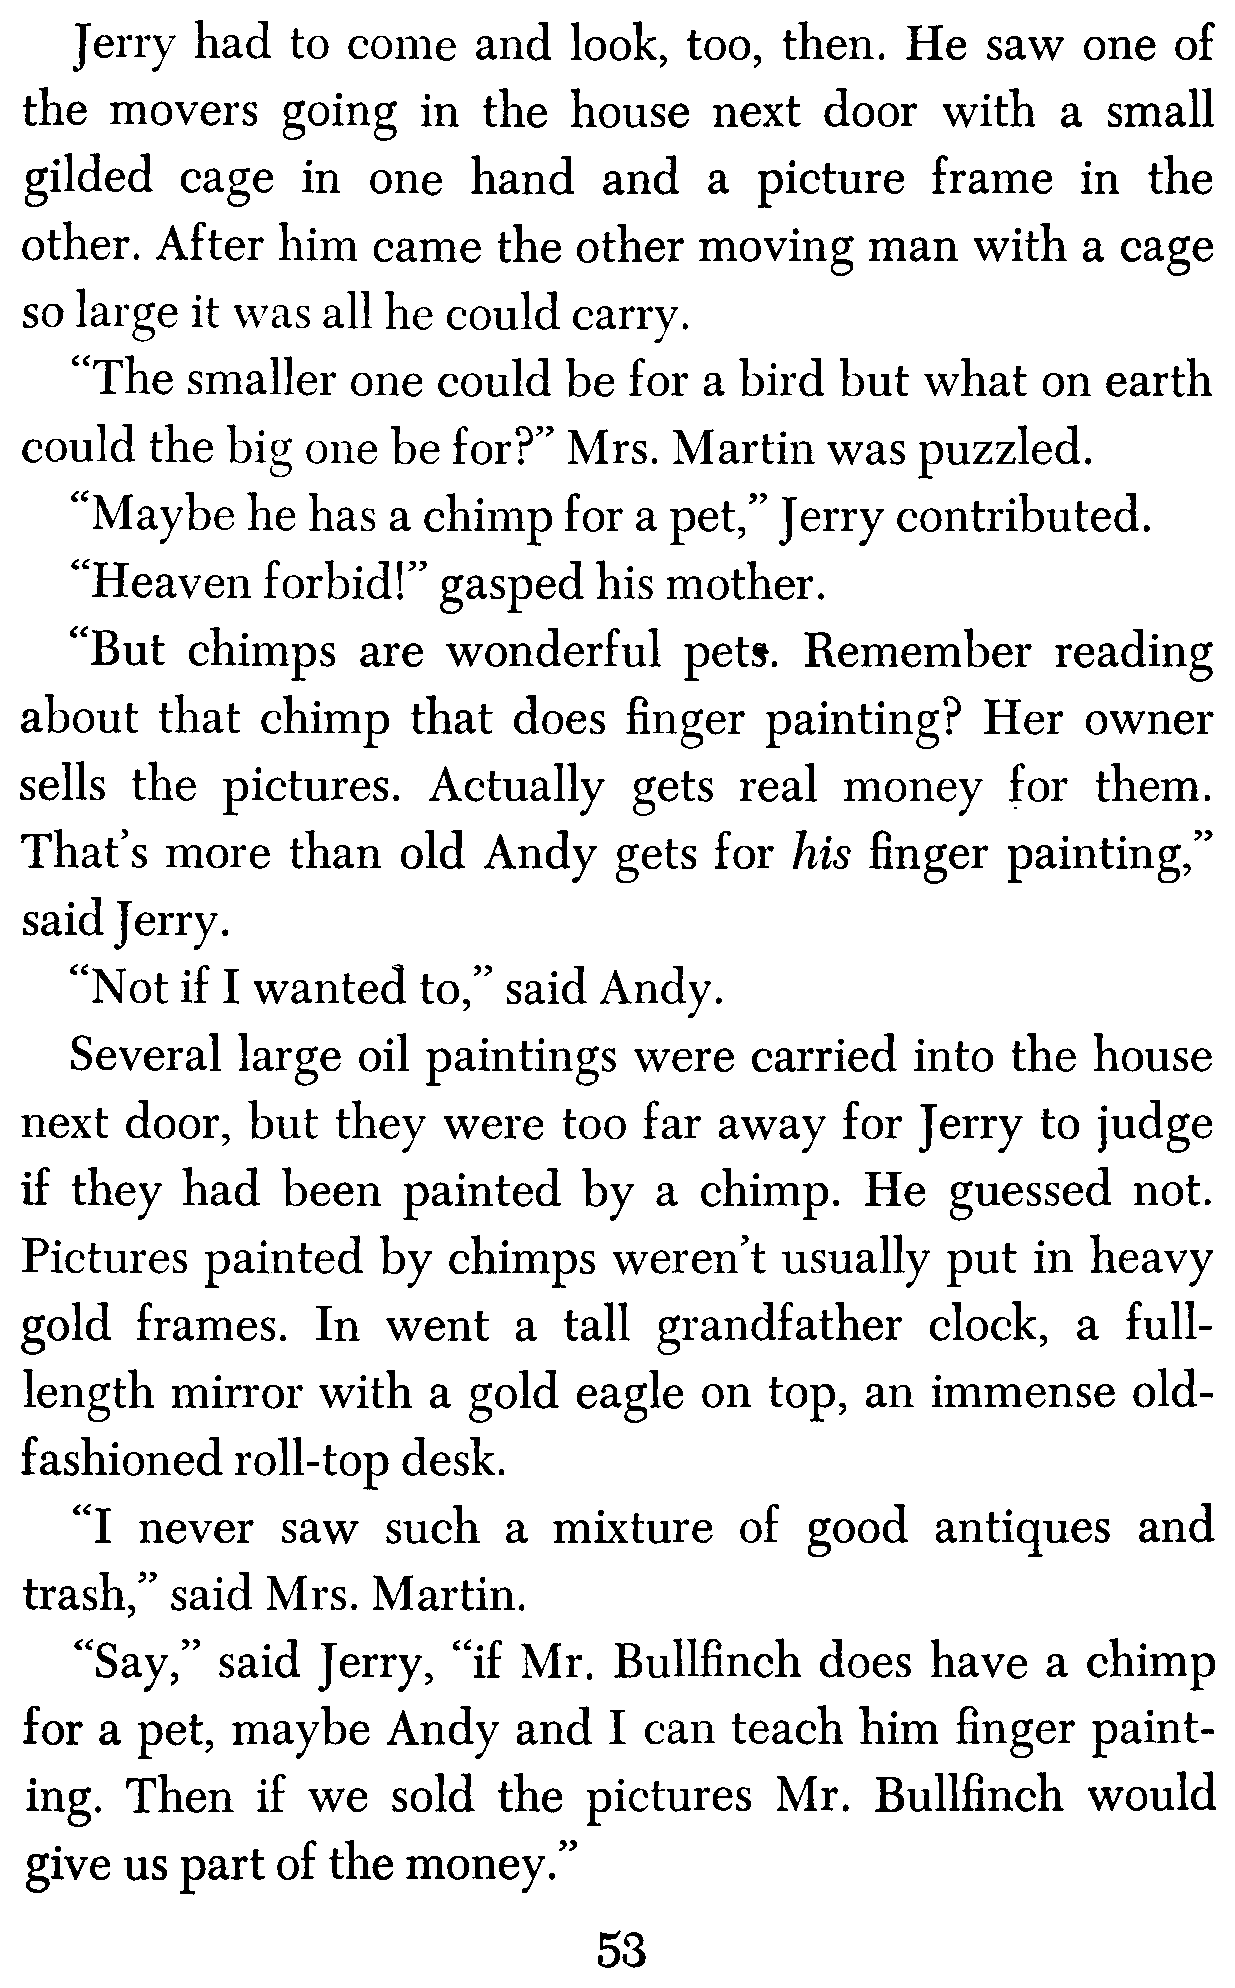 Jerry had to come and look, too, then. He saw one of
the movers going in the house next door with a small
gilded cage in one hand and a picture frame in the
other. After him came the other moving man with a cage
so large it was all he could carry.
“The smaller one could be for a bird but what on earth
could the big one be for?” Mrs. Martin was puzzled.
“Maybe he has a chimp for a pet,” Jerry contributed.
“Heaven forbid!” gasped his mother.
“But chimps are wonderful pets. Remember reading
about that chimp that does finger painting? Her owner
sells the pictures. Actually gets real money for them.
That’s more than old Andy gets for his finger painting,”
said Jerry.
“Not if I wanted to,” said Andy.
Several large oil paintings were carried into the house
next door, but they were too far away for Jerry to judge
if they had been painted by a chimp. He guessed not.
Pictures painted by chimps weren’t usually put in heavy
gold frames. In went a tall grandfather clock, a full-
length mirror with a gold eagle on top, an immense old-
fashioned roll-top desk.
“I never saw such a mixture of good antiques and
trash,” said Mrs. Martin.
“Say,” said Jerry, “if Mr. Bullfinch does have a chimp
for a pet, maybe Andy and I can teach him finger paint-
ing. Then if we sold the pictures Mr. Bullfinch would
give us part of the money.”
53